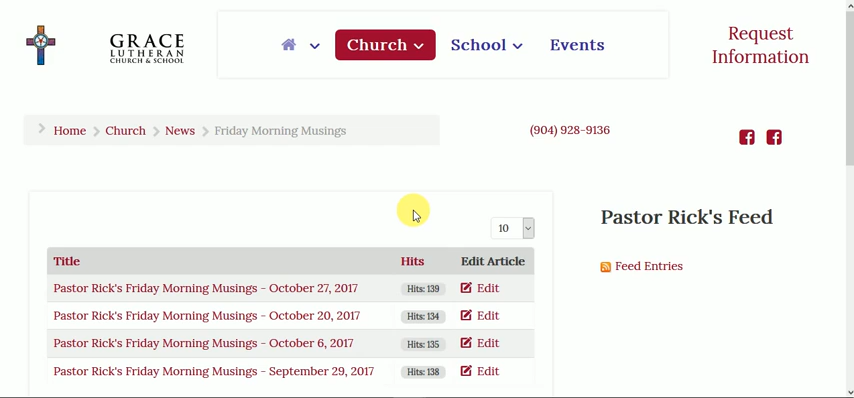 GRACE
LUTHERAN
CHURCH & SCHOOL
Church
School
Events
Request
Information
Home
Church
News
Friday Morning Musings
(904) 928-9136
10
Title Hits Edit Article
Pastor Rick's Friday Morning Musings - October 27, 2017 Hits: 139 Edit
Pastor Rick's Friday Morning Musings - October 20, 2017 Hits: 134 Edit
Pastor Rick's Friday Morning Musings - October 6, 2017 Hits: 135 Edit
Pastor Rick's Friday Morning Musings - September 29, 2017 Hits: 138 Edit
Pastor Rick's Feed
Feed Entries